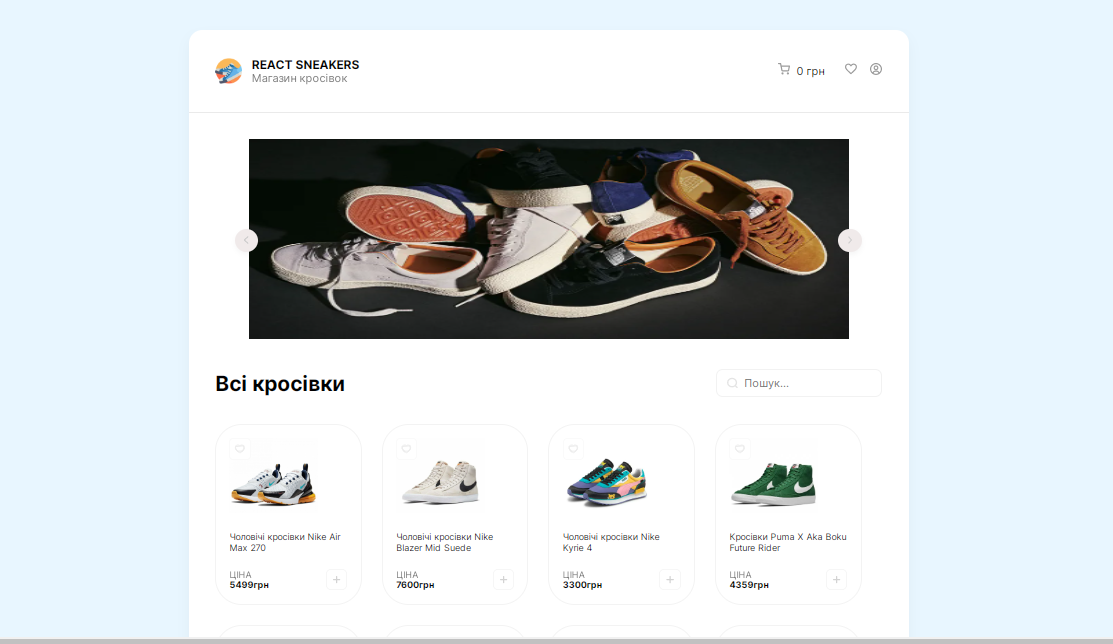 REACT SNEAKERS
Магазин кросівок
0 грн
Всі кросівки
Пошук...
Чоловічі кросівки Nike Air
Max 270
ЦІНА
5499грн
Чоловічі кросівки Nike
Blazer Mid Suede
ЦІНА
7600грн
Чоловічі кросівки Nike
Kyrie 4
ЦІНА
3300грн
Кросівки Puma X Aka Boku
Future Rider
ЦІНА
4359грн